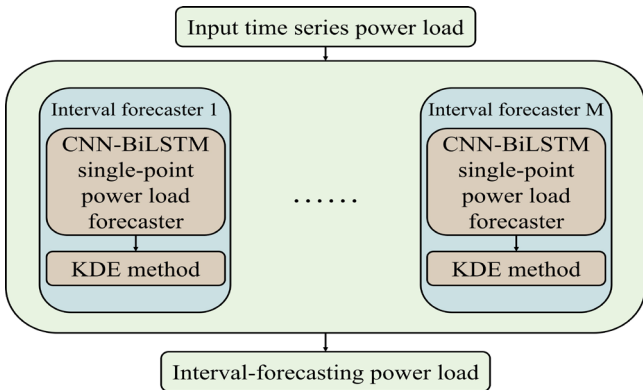 Input time series power load
Interval forecaster 1
CNN-BiLSTM
single-point
power load
forecaster
KDE method
......
Interval forecaster M
CNN-BiLSTM
single-point
power load
forecaster
KDE method
Interval-forecasting power load